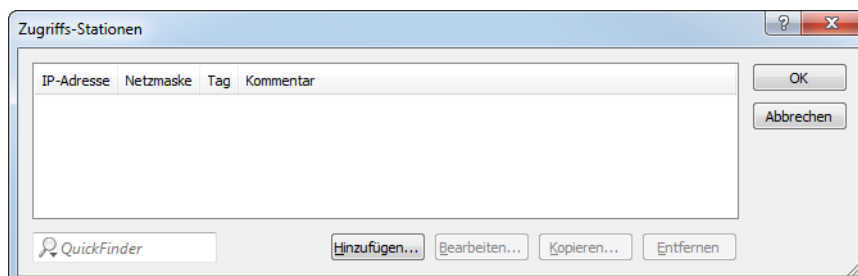 Zugriffs-Stationen
?
IP-Adresse Netzmaske Tag Kommentar
OK
Abbrechen
QuickFinder
Hinzufügen... Bearbeiten... Kopieren... Entfernen